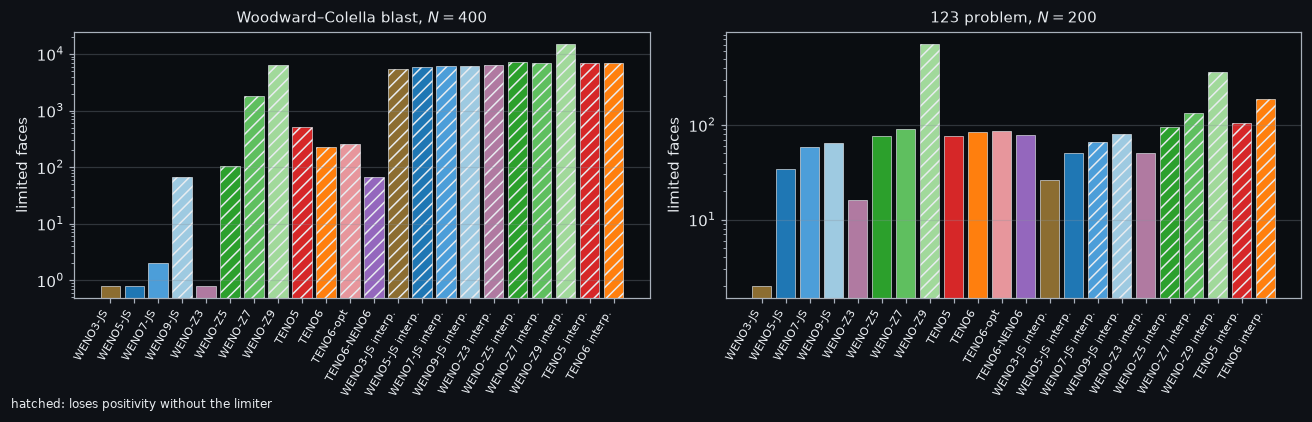 Woodward–Colella blast, N = 400
limited faces
10^4
10^3
10^2
10^1
10^0
WENO3-JS
WENO5-JS
WENO7-JS
WENO9-JS
WENO-Z3
WENO-Z5
WENO-Z7
WENO-Z9
TENO5
TENO6
TENO6-opt
TENO6-NENO6
WENO3-JS interp.
WENO5-JS interp.
WENO7-JS interp.
WENO9-JS interp.
WENO-Z3 interp.
WENO-Z5 interp.
WENO-Z7 interp.
WENO-Z9 interp.
TENO5 interp.
TENO6 interp.
123 problem, N = 200
limited faces
10^2
10^1
WENO3-JS
WENO5-JS
WENO7-JS
WENO9-JS
WENO-Z3
WENO-Z5
WENO-Z7
WENO-Z9
TENO5
TENO6
TENO6-opt
TENO6-NENO6
WENO3-JS interp.
WENO5-JS interp.
WENO7-JS interp.
WENO9-JS interp.
WENO-Z3 interp.
WENO-Z5 interp.
WENO-Z7 interp.
WENO-Z9 interp.
TENO5 interp.
TENO6 interp.
hatched: loses positivity without the limiter